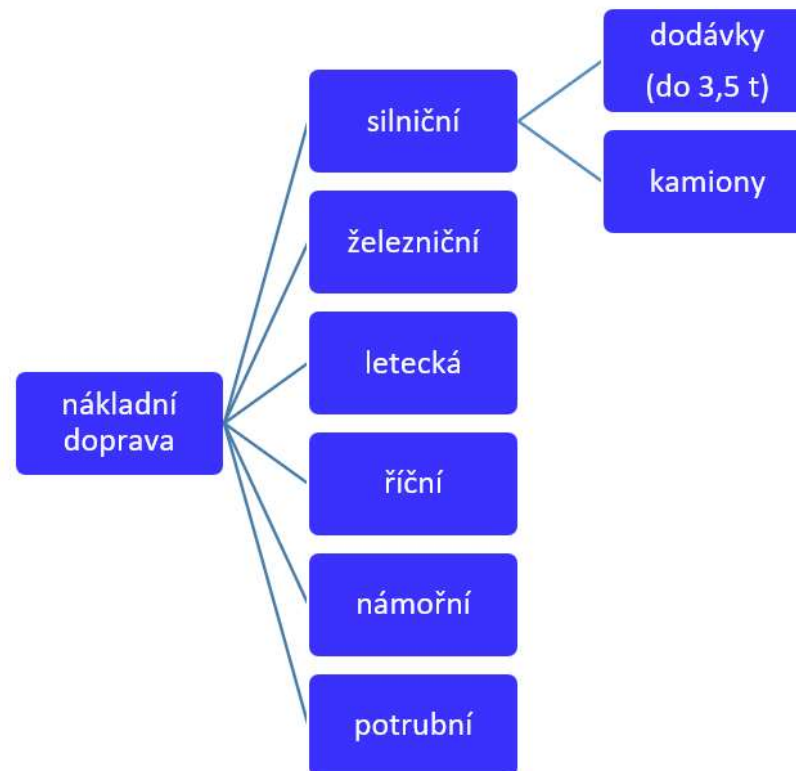 nákladní
doprava
silniční
dodávky
(do 3,5 t)
kamiony
železniční
letecká
říční
námořní
potrubní